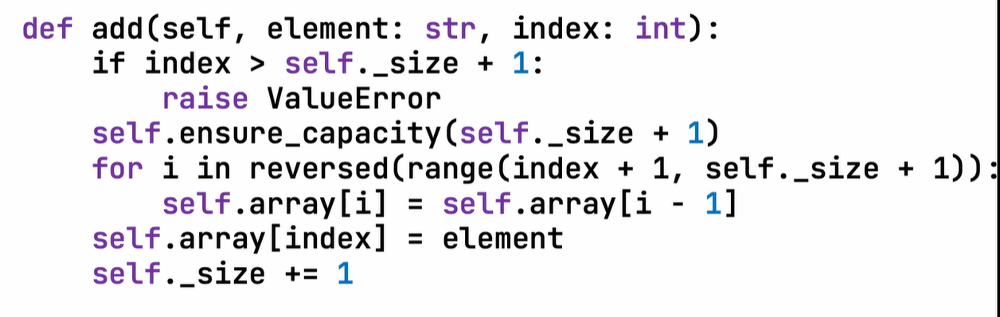 def add(self, element: str, index: int):
    if index > self._size + 1:
        raise ValueError
    self.ensure_capacity(self._size + 1)
    for i in reversed(range(index + 1, self._size + 1)):
        self.array[i] = self.array[i - 1]
    self.array[index] = element
    self._size += 1